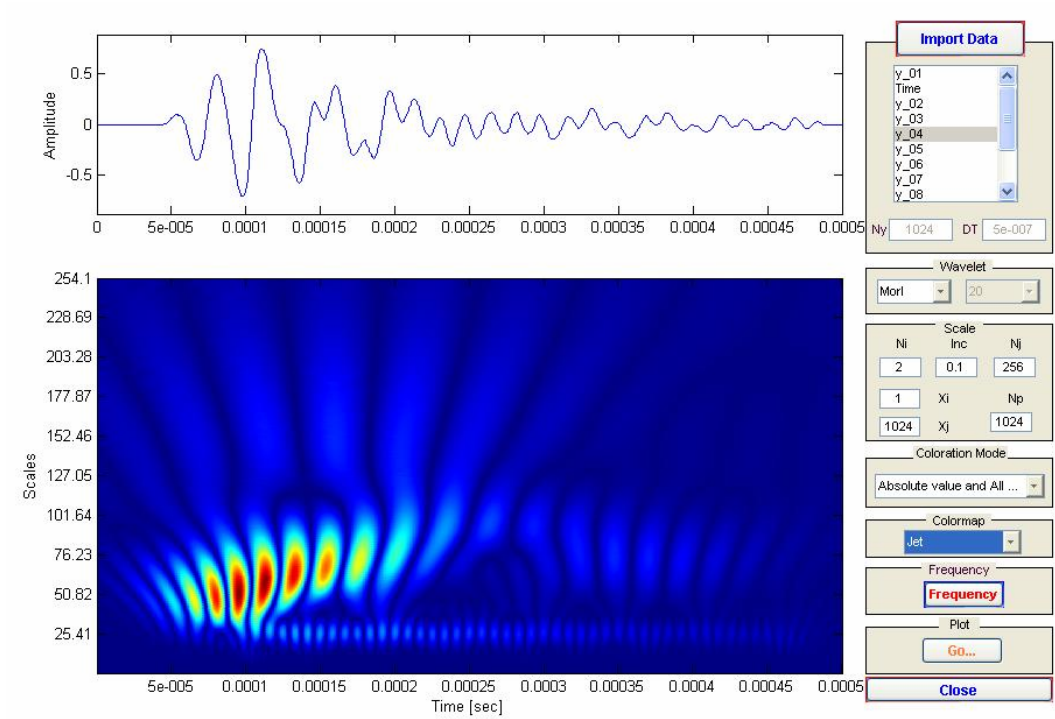 Amplitude
0.5
0
-0.5
0 5e-005 0.0001 0.00015 0.0002 0.00025 0.0003 0.00035 0.0004 0.00045 0.0005
Scales
254.1
228.69
203.28
177.87
152.46
127.05
101.64
76.23
50.82
25.41
5e-005 0.0001 0.00015 0.0002 0.00025 0.0003 0.00035 0.0004 0.00045 0.0005
Time [sec]
Import Data
y_01
Time
y_02
y_03
y_04
y_05
y_06
y_07
y_08
Ny 1024 DT 5e-007
Wavelet
Morl 20
Scale
Ni Inc Nj
2 0.1 256
1 Xi Np
1024 Xj 1024
Coloration Mode
Absolute value and All ...
Colormap
Jet
Frequency
Frequency
Plot
Go...
Close